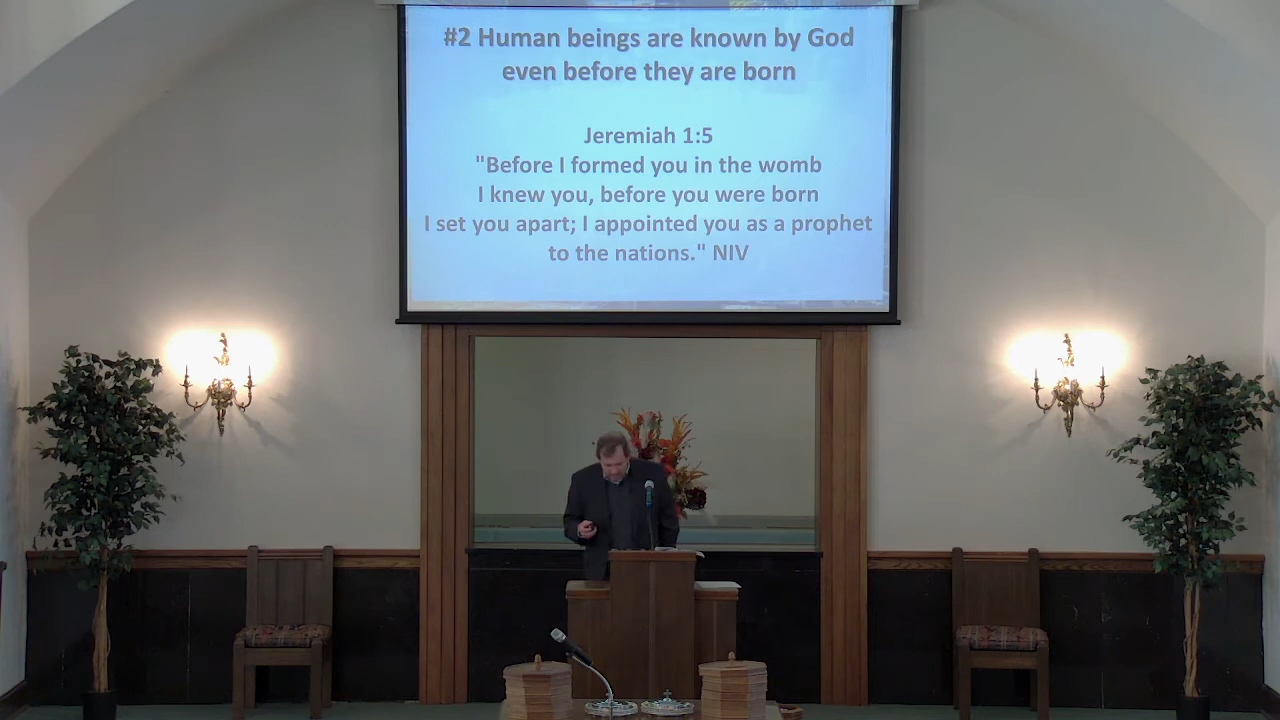 #2 Human beings are known by God
even before they are born
Jeremiah 1:5
"Before I formed you in the womb
I knew you, before you were born
I set you apart; I appointed you as a prophet
to the nations." NIV